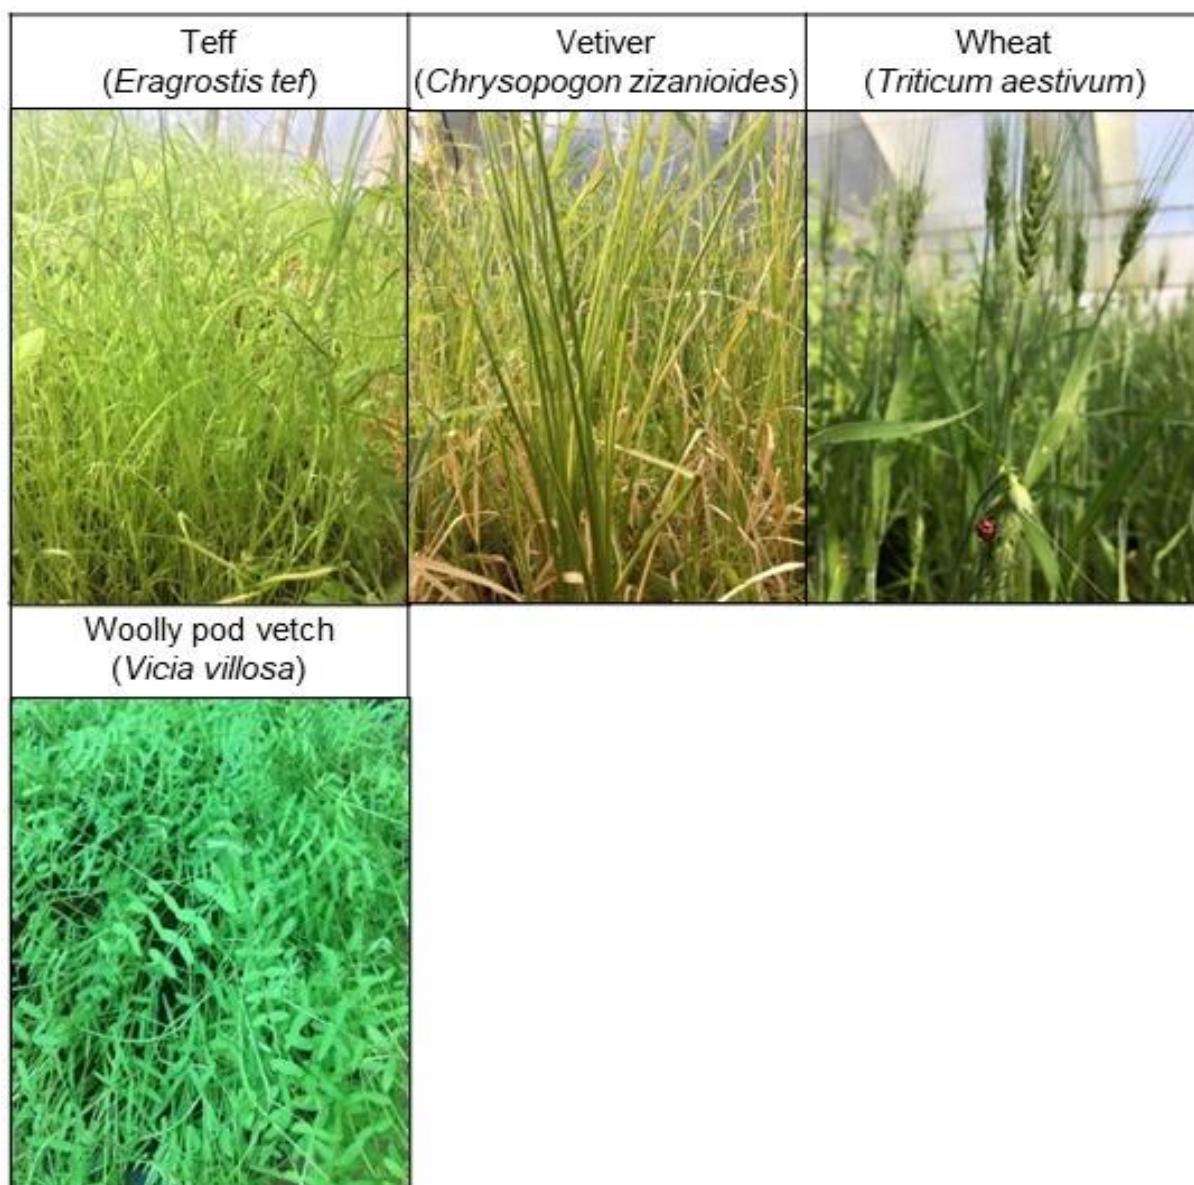 Teff
(Eragrostis tef)
Vetiver
(Chrysopogon zizanioides)
Wheat
(Triticum aestivum)
Woolly pod vetch
(Vicia villosa)